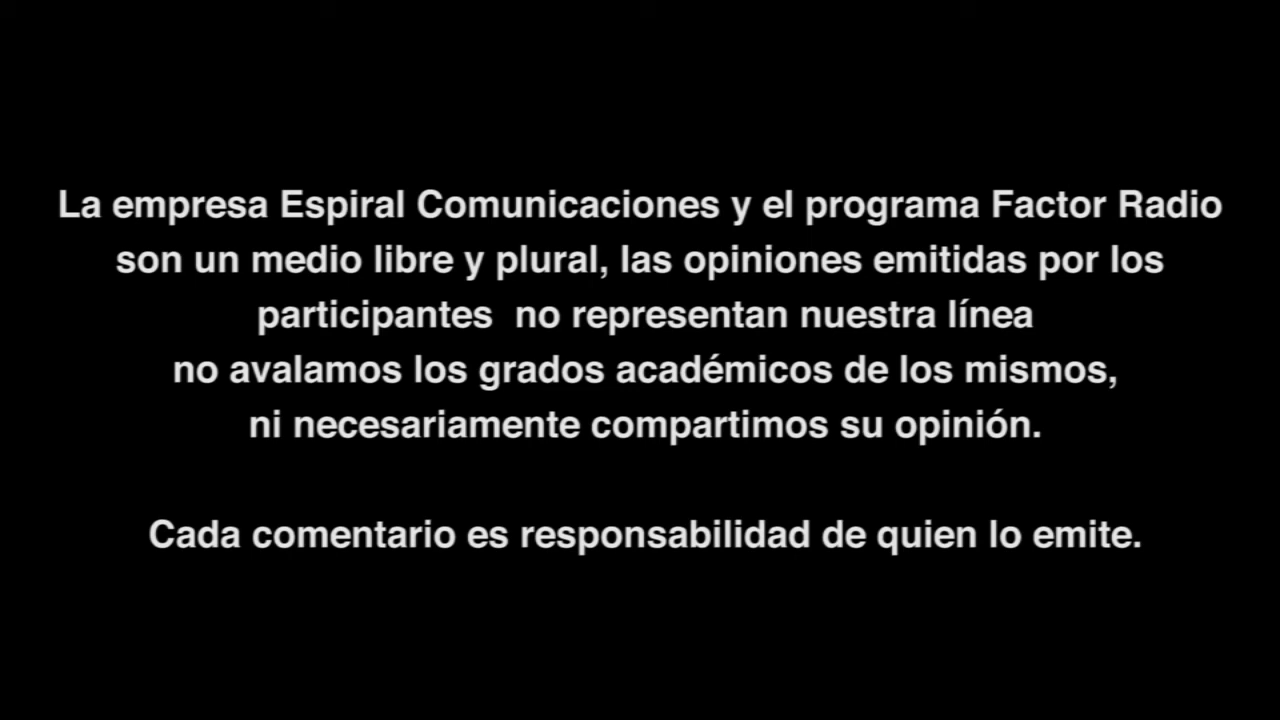 La empresa Espiral Comunicaciones y el programa Factor Radio
son un medio libre y plural, las opiniones emitidas por los
participantes  no representan nuestra línea
no avalamos los grados académicos de los mismos,
ni necesariamente compartimos su opinión.
Cada comentario es responsabilidad de quien lo emite.